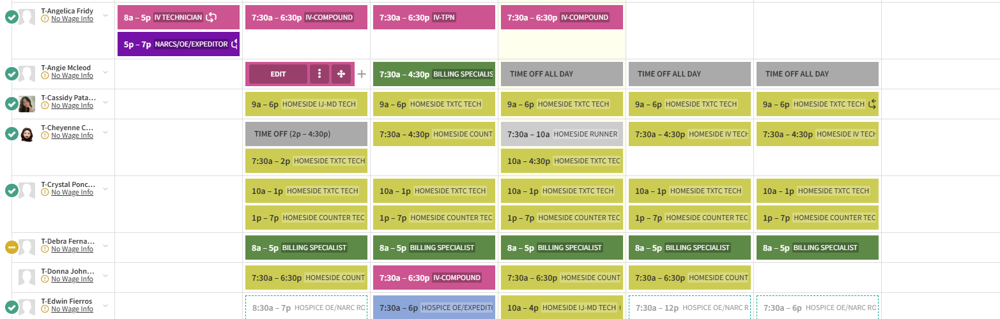 T-Angelica Fridy
No Wage Info
8a – 5p IV TECHNICIAN
7:30a – 6:30p IV-COMPOUND
7:30a – 6:30p IV-TPN
7:30a – 6:30p IV-COMPOUND
5p – 7p NARCS/OE/EXPEDITOR
T-Angie Mcleod
No Wage Info
EDIT
7:30a – 4:30p BILLING SPECIALIS
TIME OFF ALL DAY
TIME OFF ALL DAY
TIME OFF ALL DAY
T-Cassidy Pata...
No Wage Info
9a – 6p HOMESIDE IJ-MD TECH
9a – 6p HOMESIDE TXTC TECH
9a – 6p HOMESIDE TXTC TECH
9a – 6p HOMESIDE TXTC TECH
9a – 6p HOMESIDE TXTC TECH
T-Cheyenne C...
No Wage Info
TIME OFF (2p – 4:30p)
7:30a – 4:30p HOMESIDE COUNT
7:30a – 10a HOMESIDE RUNNER
7:30a – 4:30p HOMESIDE IV TECH
7:30a – 4:30p HOMESIDE IV TECH
7:30a – 2p HOMESIDE TXTC TECH
10a – 4:30p HOMESIDE TXTC TEC
T-Crystal Ponc...
No Wage Info
10a – 1p HOMESIDE TXTC TECH
10a – 1p HOMESIDE TXTC TECH
10a – 1p HOMESIDE TXTC TECH
10a – 1p HOMESIDE TXTC TECH
10a – 1p HOMESIDE TXTC TECH
1p – 7p HOMESIDE COUNTER TEC
1p – 7p HOMESIDE COUNTER TEC
1p – 7p HOMESIDE COUNTER TEC
1p – 7p HOMESIDE COUNTER TEC
1p – 7p HOMESIDE COUNTER TEC
T-Debra Ferna...
No Wage Info
8a – 5p BILLING SPECIALIST
8a – 5p BILLING SPECIALIST
8a – 5p BILLING SPECIALIST
8a – 5p BILLING SPECIALIST
8a – 5p BILLING SPECIALIST
T-Donna John...
No Wage Info
7:30a – 6:30p HOMESIDE COUNT
7:30a – 6:30p IV-COMPOUND
7:30a – 6:30p HOMESIDE COUNT
7:30a – 6:30p HOMESIDE COUNT
T-Edwin Fierros
No Wage Info
8:30a – 7p HOSPICE OE/NARC RO
7:30a – 6p HOSPICE OE/EXPEDIT
10a – 4p HOMESIDE IJ-MD TECH
7:30a – 12p HOSPICE OE/NARC R
7:30a – 6p HOSPICE OE/NARC RO